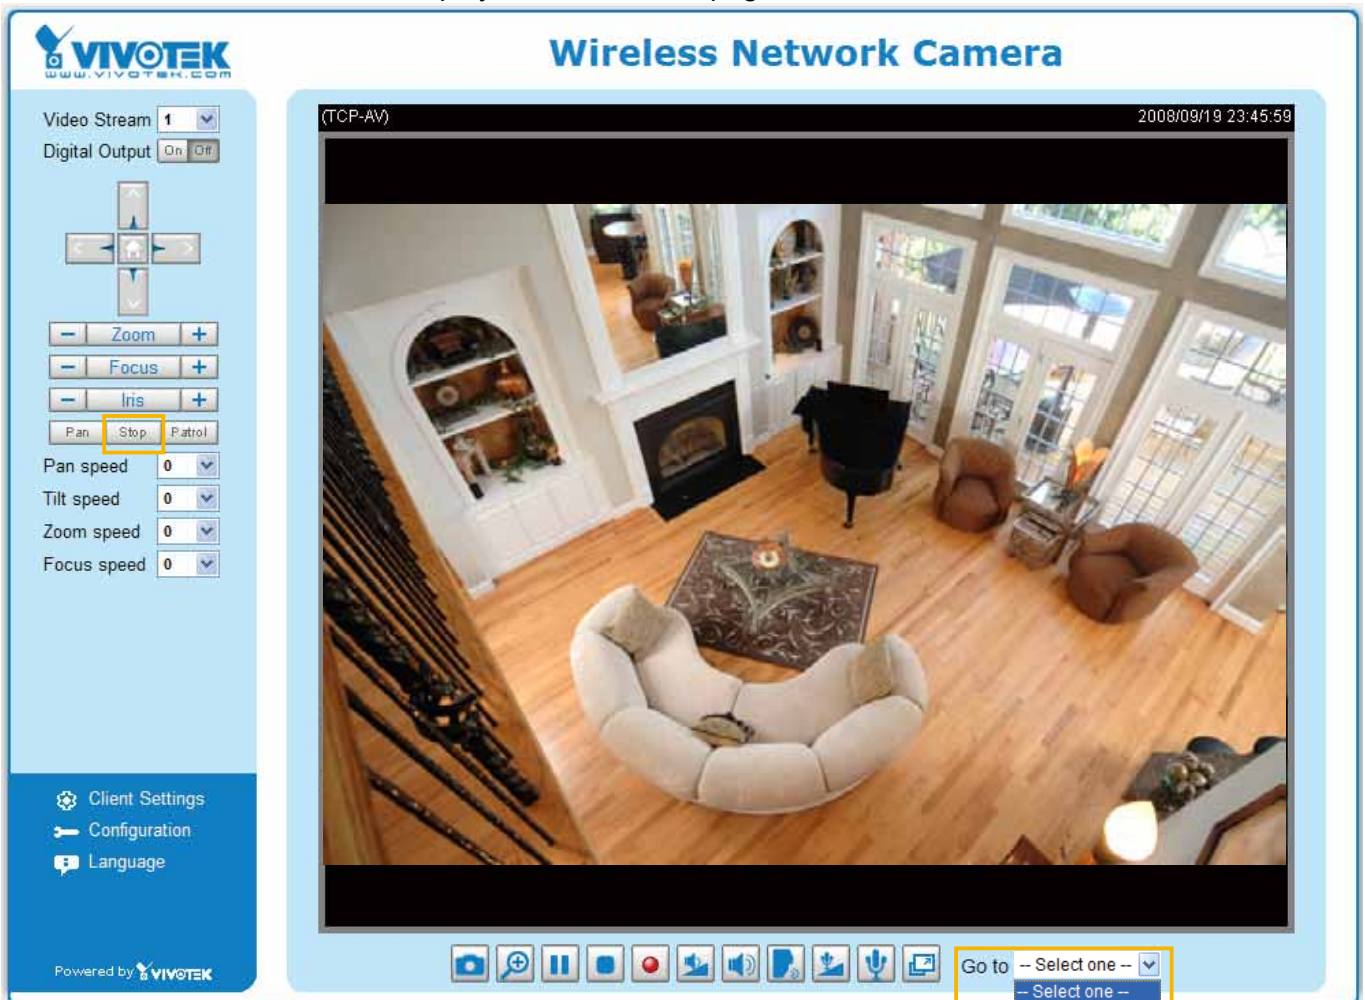 VIVOTEK
www.vivotek.com
Wireless Network Camera
Video Stream 1
Digital Output On Off
Zoom
Focus
Iris
Pan Stop Patrol
Pan speed 0
Tilt speed 0
Zoom speed 0
Focus speed 0
Client Settings
Configuration
Language
Powered by VIVOTEK
(TCP-AV) 2008/09/19 23:45:59
Go to -- Select one --
-- Select one --